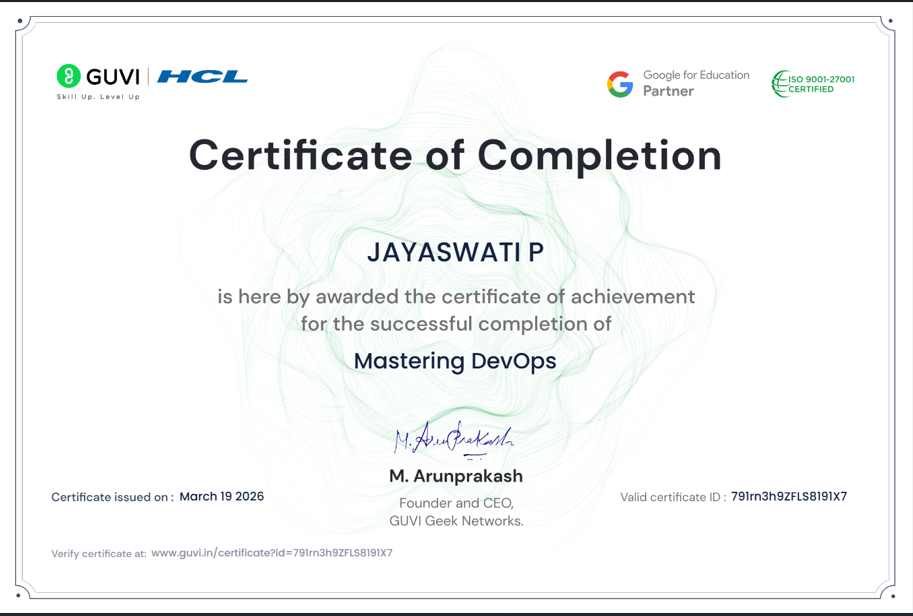 GUVI | HCL
Skill Up. Level Up
Google for Education
Partner
ISO 9001-27001
CERTIFIED
Certificate of Completion
JAYASWATI P
is here by awarded the certificate of achievement
for the successful completion of
Mastering DevOps
M. Arunprakash
M. Arunprakash
Founder and CEO,
GUVI Geek Networks.
Certificate issued on : March 19 2026
Valid certificate ID : 791rn3h9ZFLS8191X7
Verify certificate at: www.guvi.in/certificate?id=791rn3h9ZFLS8191X7